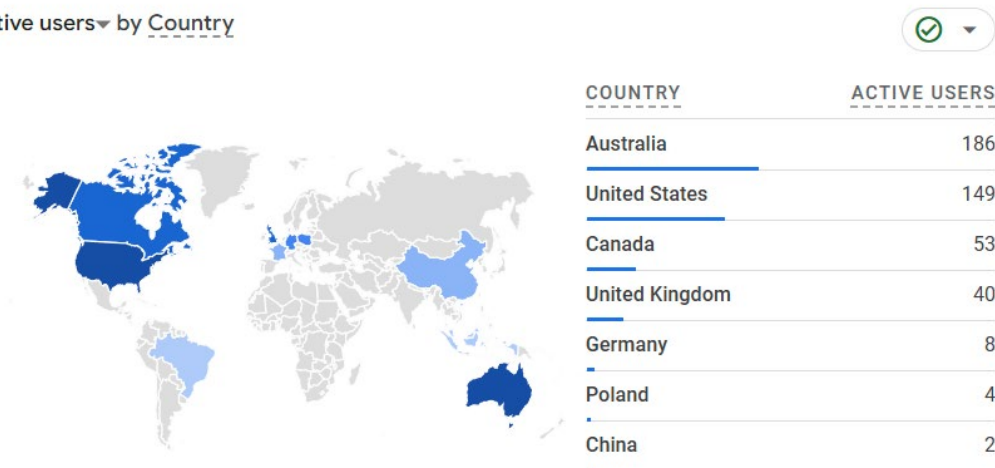 tive users by Country
COUNTRY ACTIVE USERS
Australia 186
United States 149
Canada 53
United Kingdom 40
Germany 8
Poland 4
China 2